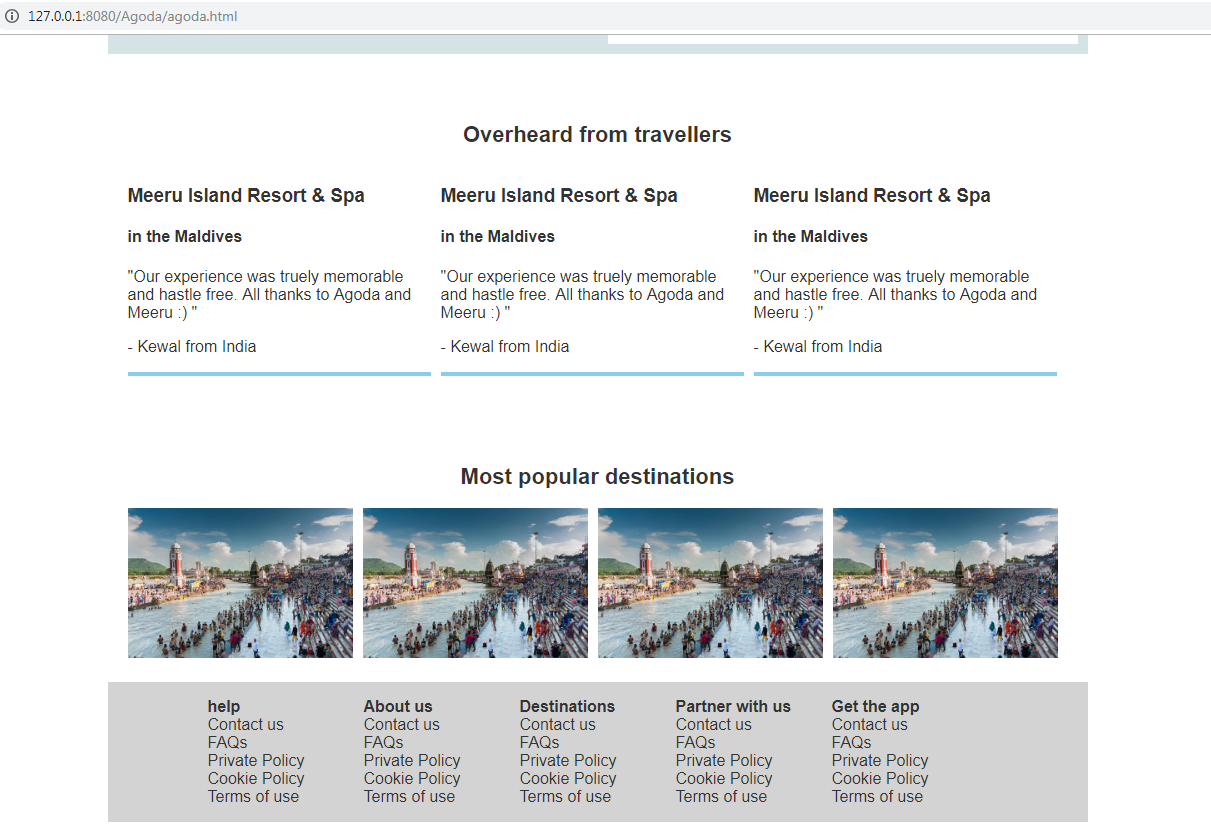 127.0.0.1:8080/Agoda/agoda.html
Overheard from travellers
Meeru Island Resort & Spa
in the Maldives
"Our experience was truely memorable
and hastle free. All thanks to Agoda and
Meeru :) "
- Kewal from India
Meeru Island Resort & Spa
in the Maldives
"Our experience was truely memorable
and hastle free. All thanks to Agoda and
Meeru :) "
- Kewal from India
Meeru Island Resort & Spa
in the Maldives
"Our experience was truely memorable
and hastle free. All thanks to Agoda and
Meeru :) "
- Kewal from India
Most popular destinations
help
Contact us
FAQs
Private Policy
Cookie Policy
Terms of use
About us
Contact us
FAQs
Private Policy
Cookie Policy
Terms of use
Destinations
Contact us
FAQs
Private Policy
Cookie Policy
Terms of use
Partner with us
Contact us
FAQs
Private Policy
Cookie Policy
Terms of use
Get the app
Contact us
FAQs
Private Policy
Cookie Policy
Terms of use